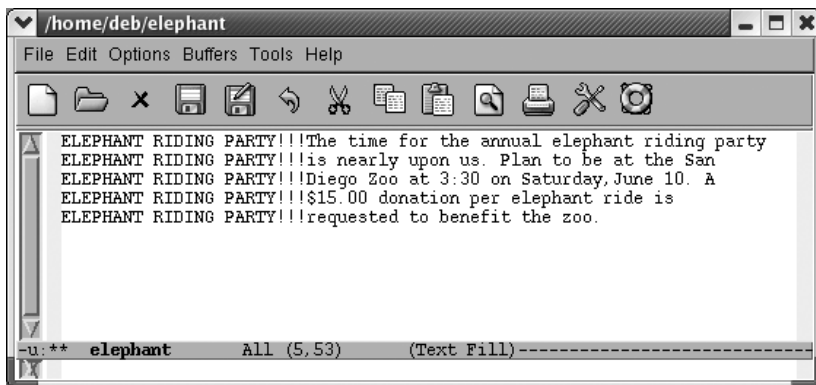 /home/deb/elephant
File Edit Options Buffers Tools Help
ELEPHANT RIDING PARTY!!!The time for the annual elephant riding party
ELEPHANT RIDING PARTY!!!is nearly upon us. Plan to be at the San
ELEPHANT RIDING PARTY!!!Diego Zoo at 3:30 on Saturday,June 10. A
ELEPHANT RIDING PARTY!!!$15.00 donation per elephant ride is
ELEPHANT RIDING PARTY!!!requested to benefit the zoo.
-u:** elephant All (5,53) (Text Fill)----------------------------